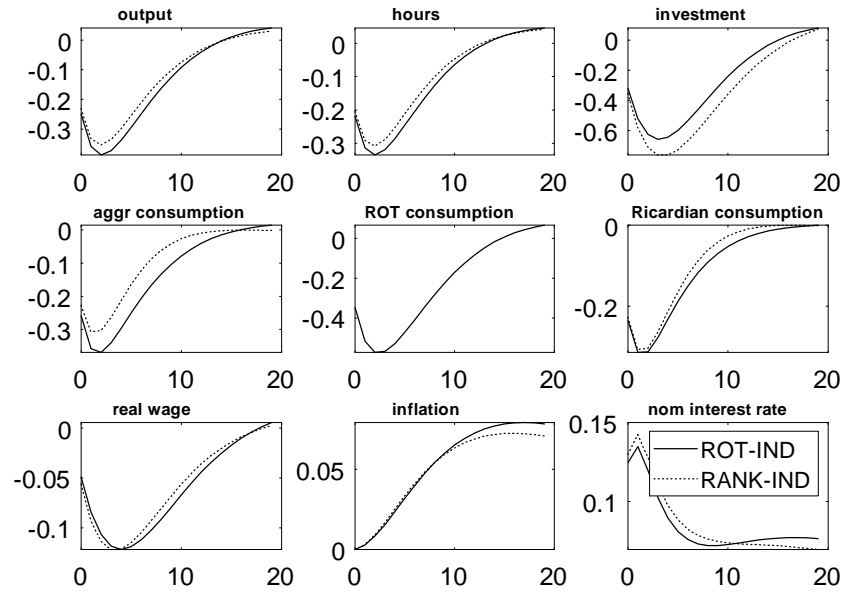 output
hours
investment
0
-0.1
-0.2
-0.3
0 10 20
0
-0.1
-0.2
-0.3
0 10 20
0
-0.2
-0.4
-0.6
0 10 20
aggr consumption
ROT consumption
Ricardian consumption
0
-0.1
-0.2
-0.3
0 10 20
0
-0.2
-0.4
0 10 20
0
-0.2
0 10 20
real wage
inflation
nom interest rate
0
-0.05
-0.1
0 10 20
0.05
0
0 10 20
0.15
0.1
0 10 20
ROT-IND
RANK-IND